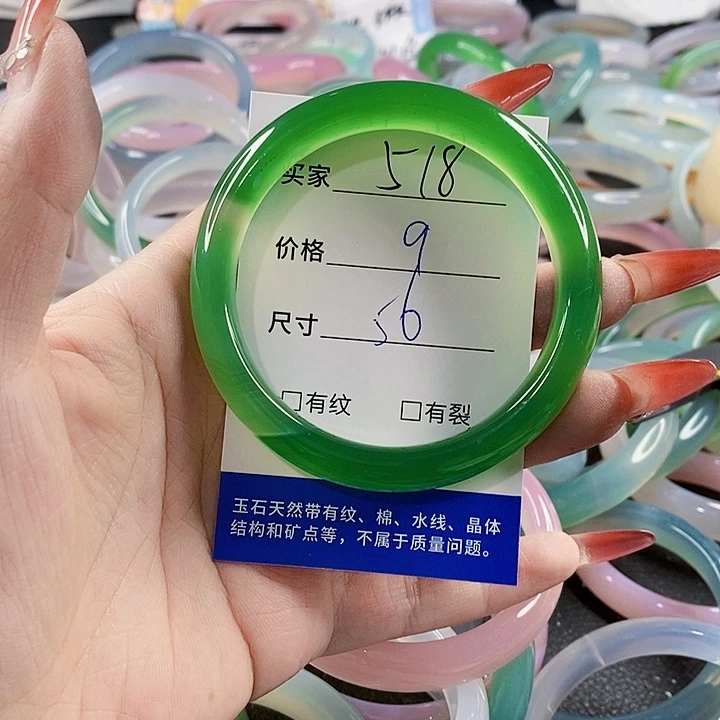 买家 518
价格 9
尺寸 56
□有纹 □有裂
玉石天然带有纹、棉、水线、晶体
结构和矿点等，不属于质量问题。